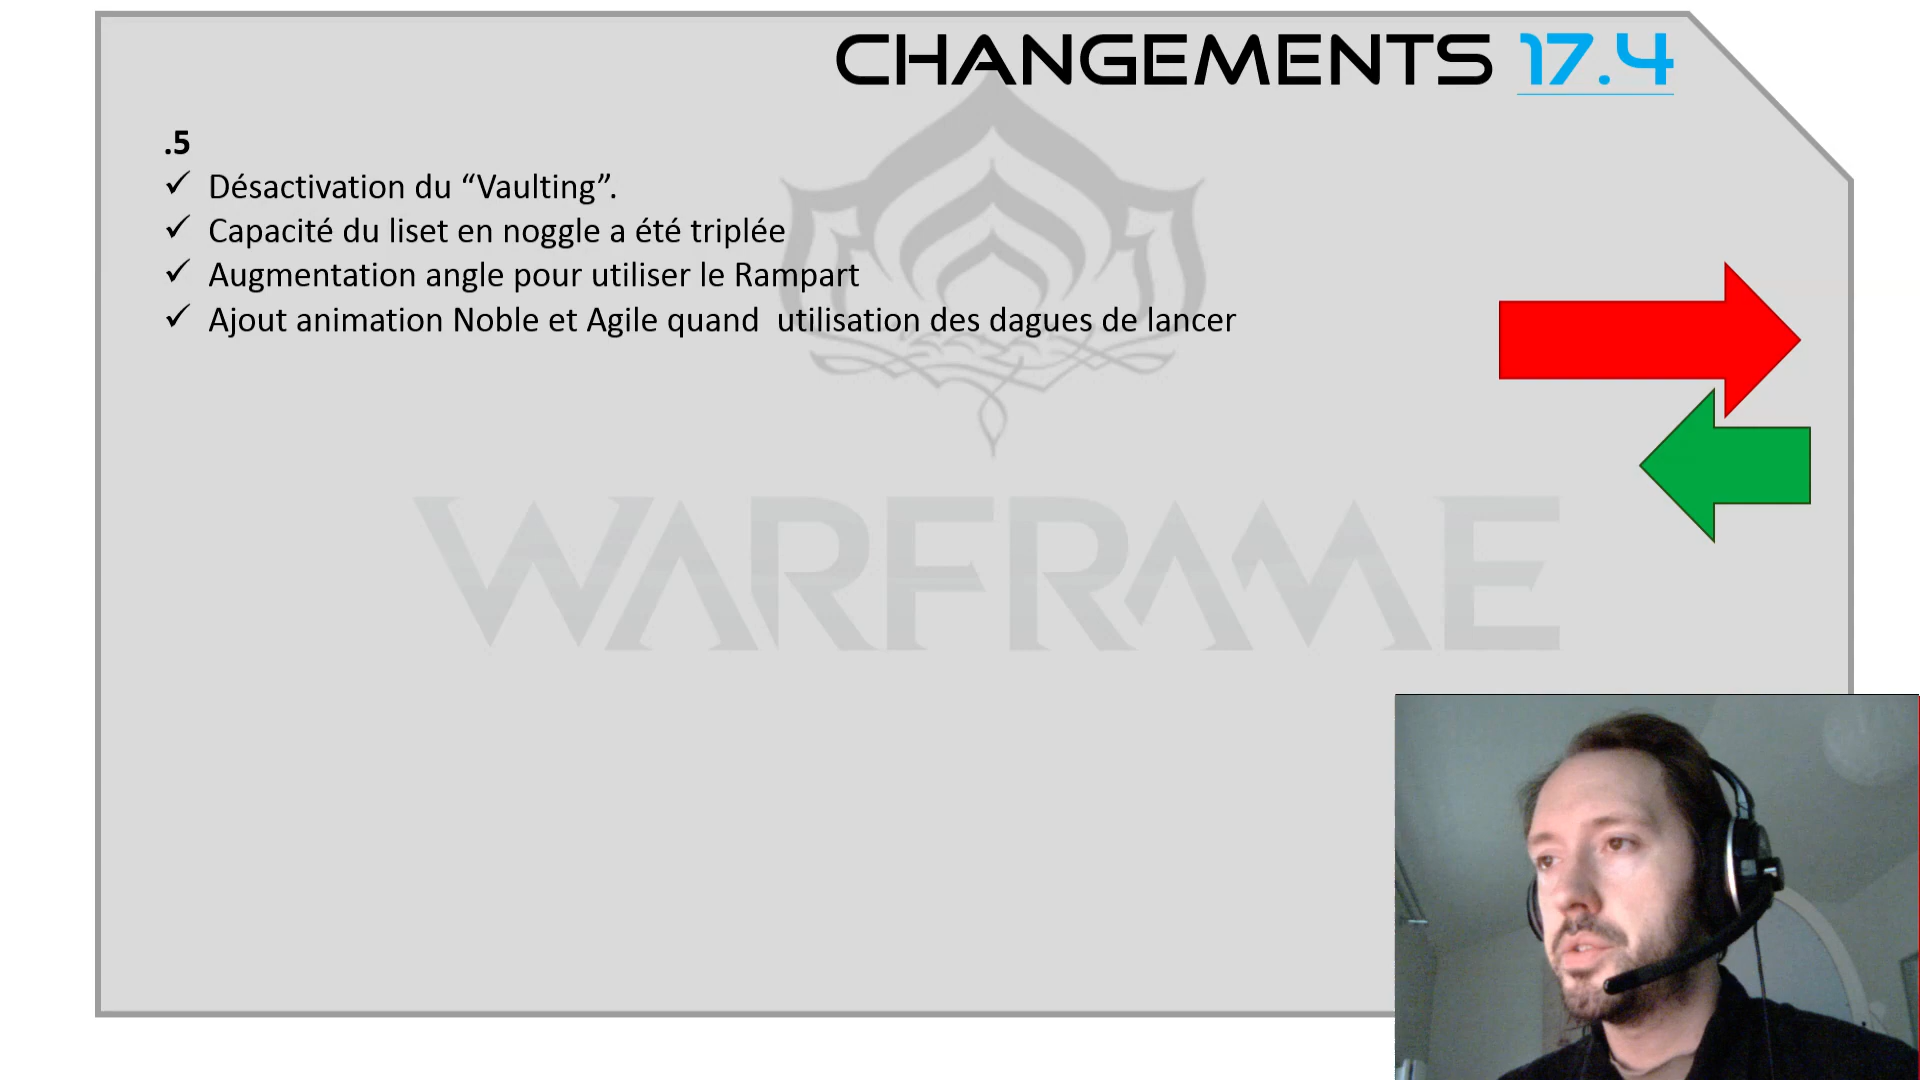 CHANGEMENTS 17.4
.5
✓ Désactivation du “Vaulting”.
✓ Capacité du liset en noggle a été triplée
✓ Augmentation angle pour utiliser le Rampart
✓ Ajout animation Noble et Agile quand  utilisation des dagues de lancer
WARFRAME